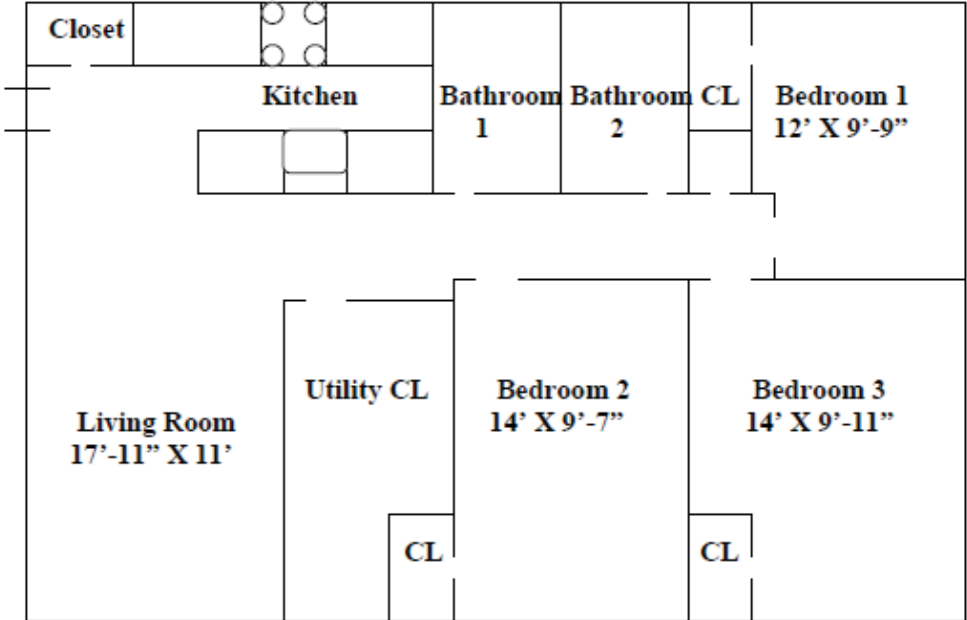 Closet
Kitchen
Bathroom
1
Bathroom
2
CL
Bedroom 1
12’ X 9’-9”
Living Room
17’-11” X 11’
Utility CL
CL
Bedroom 2
14’ X 9’-7”
CL
Bedroom 3
14’ X 9’-11”